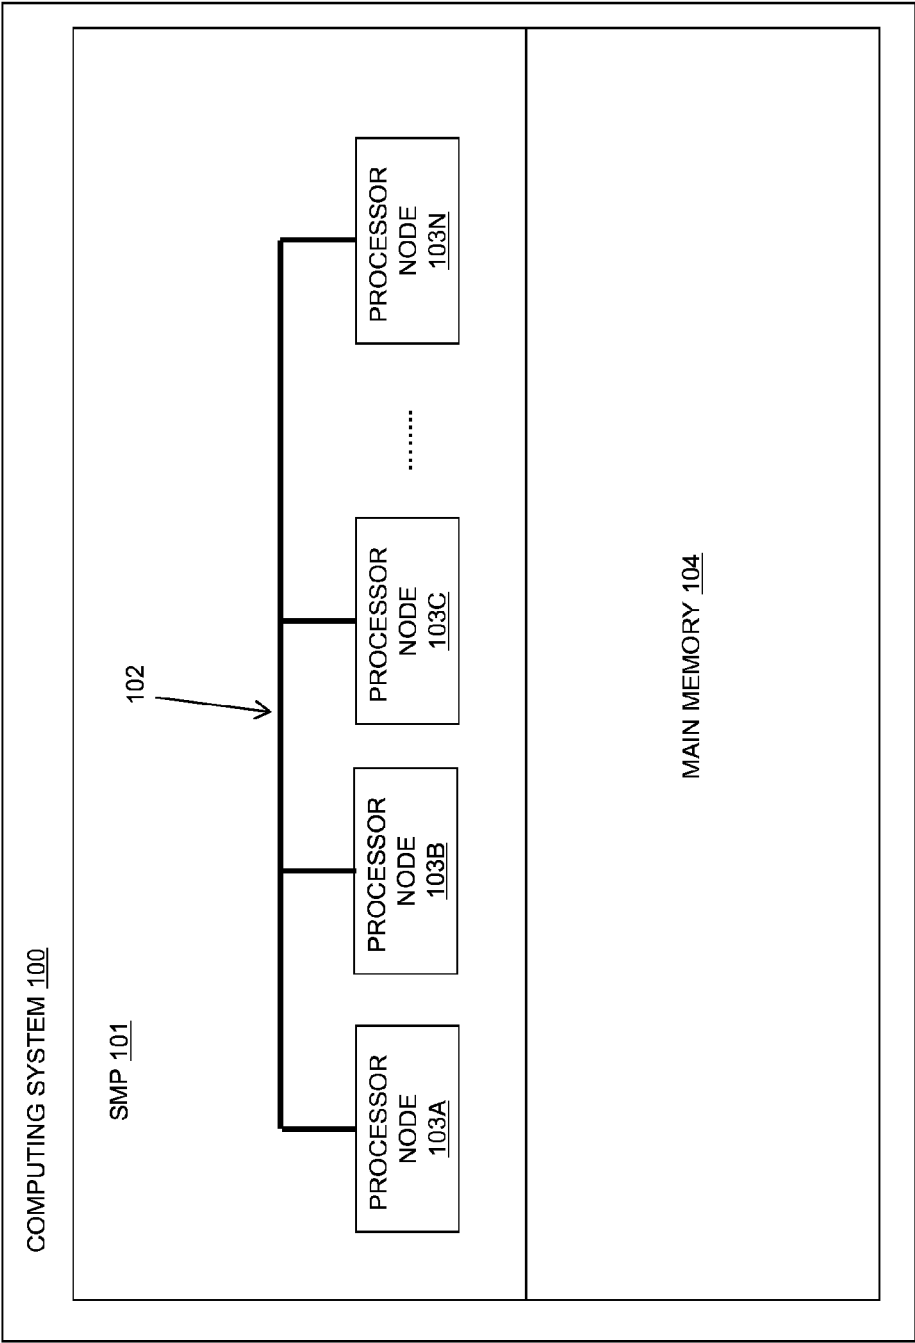 COMPUTING SYSTEM 100
SMP 101
102
PROCESSOR
NODE
103A
PROCESSOR
NODE
103B
PROCESSOR
NODE
103C
........
PROCESSOR
NODE
103N
MAIN MEMORY 104